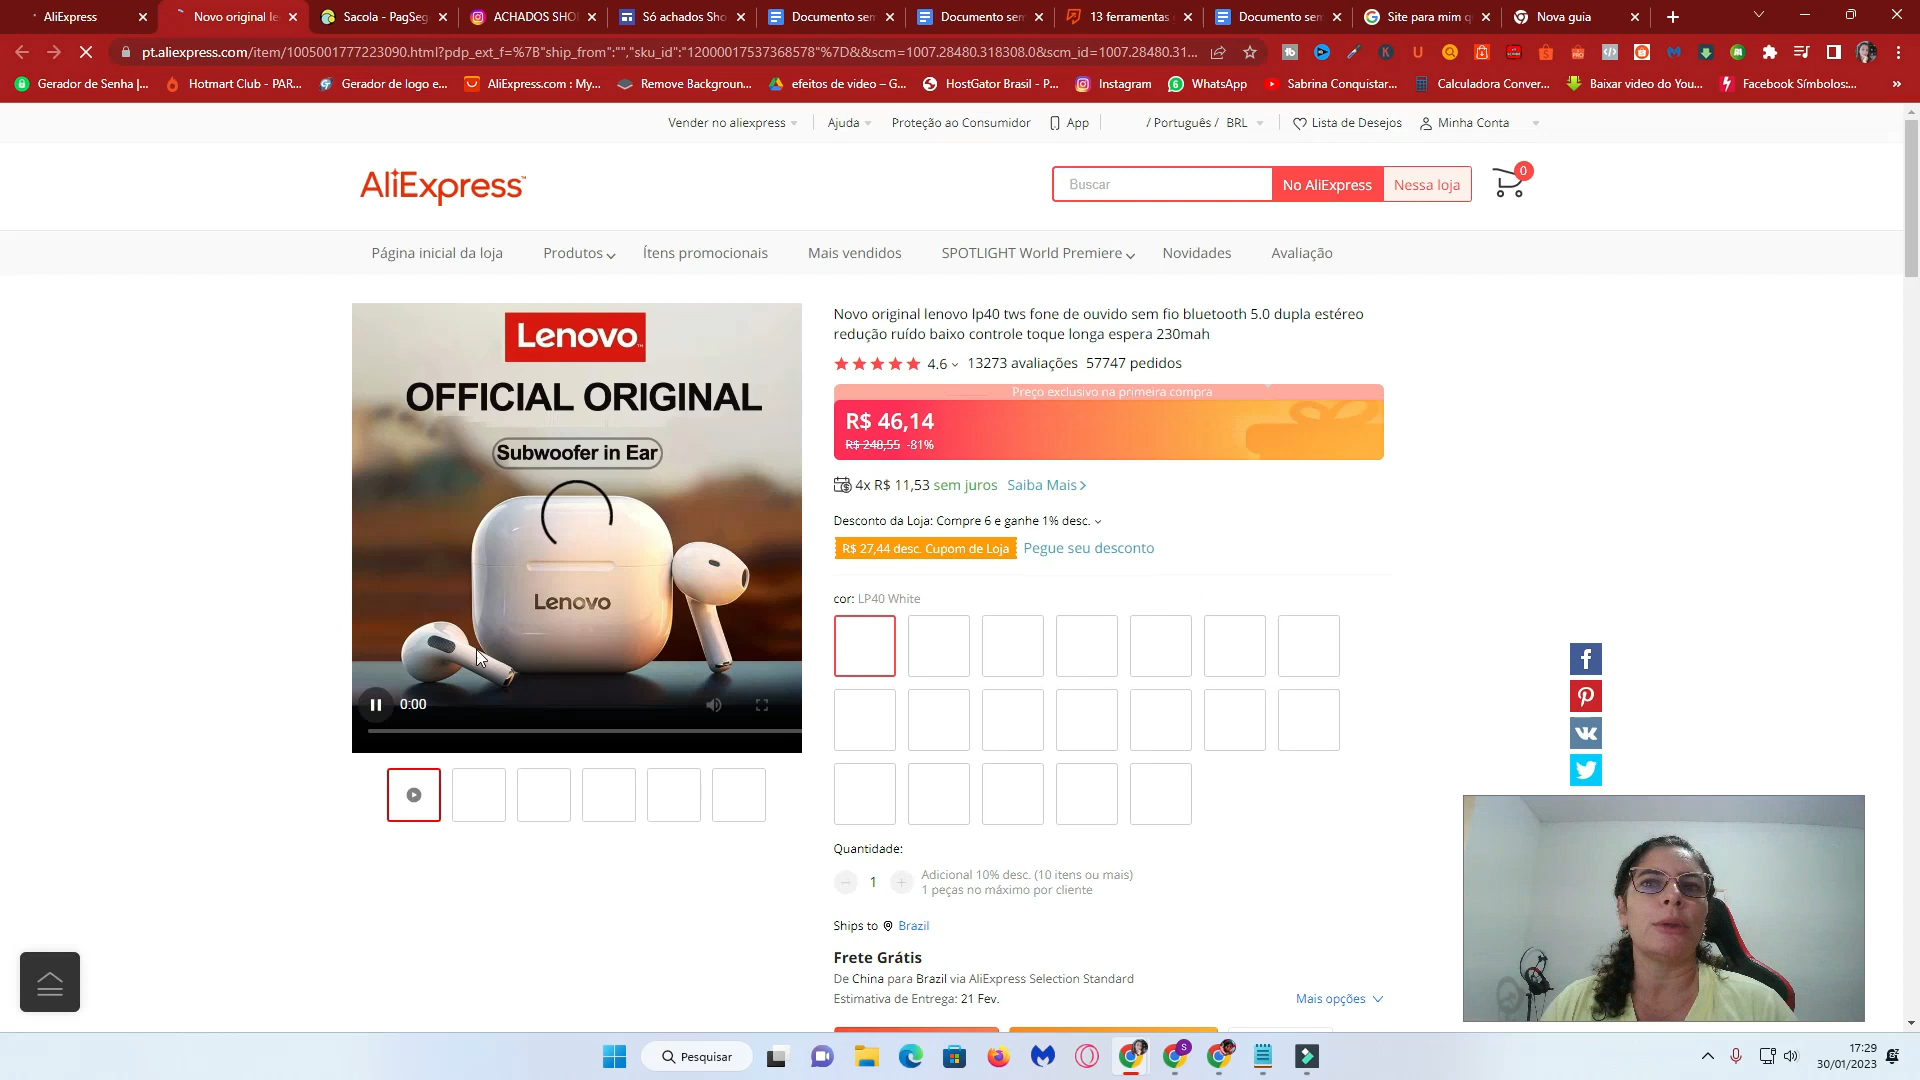 AliExpress
Novo original le
Sacola - PagSeg
ACHADOS SHO
Só achados Sho
Documento sem
Documento sem
13 ferramentas
Documento sem
Site para mim q
Nova guia
pt.aliexpress.com/item/1005001777223090.html?pdp_ext_f=%7B"ship_from":"","sku_id":"12000017537368578"%7D&&scm=1007.28480.318308.0&scm_id=1007.28480.31...
Gerador de Senha |...
Hotmart Club - PAR...
Gerador de logo e...
AliExpress.com : My...
Remove Backgroun...
efeitos de video – G...
HostGator Brasil - P...
Instagram
WhatsApp
Sabrina Conquistar...
Calculadora Conver...
Baixar video do You...
Facebook Símbolos:...
Vender no aliexpress
Ajuda
Proteção ao Consumidor
App
/ Português / BRL
Lista de Desejos
Minha Conta
AliExpress
Buscar
No AliExpress
Nessa loja
0
Página inicial da loja
Produtos
Ítens promocionais
Mais vendidos
SPOTLIGHT World Premiere
Novidades
Avaliação
Lenovo
OFFICIAL ORIGINAL
Subwoofer in Ear
Lenovo
0:00
Novo original lenovo lp40 tws fone de ouvido sem fio bluetooth 5.0 dupla estéreo
redução ruído baixo controle toque longa espera 230mah
4.6 13273 avaliações 57747 pedidos
Preço exclusivo na primeira compra
R$ 46,14
R$ 248,55 -81%
4x R$ 11,53 sem juros Saiba Mais
Desconto da Loja: Compre 6 e ganhe 1% desc.
R$ 27,44 desc. Cupom de Loja Pegue seu desconto
cor: LP40 White
Quantidade:
1
Adicional 10% desc. (10 itens ou mais)
1 peças no máximo por cliente
Ships to Brazil
Frete Grátis
De China para Brazil via AliExpress Selection Standard
Estimativa de Entrega: 21 Fev.
Mais opções
Pesquisar
17:29
30/01/2023